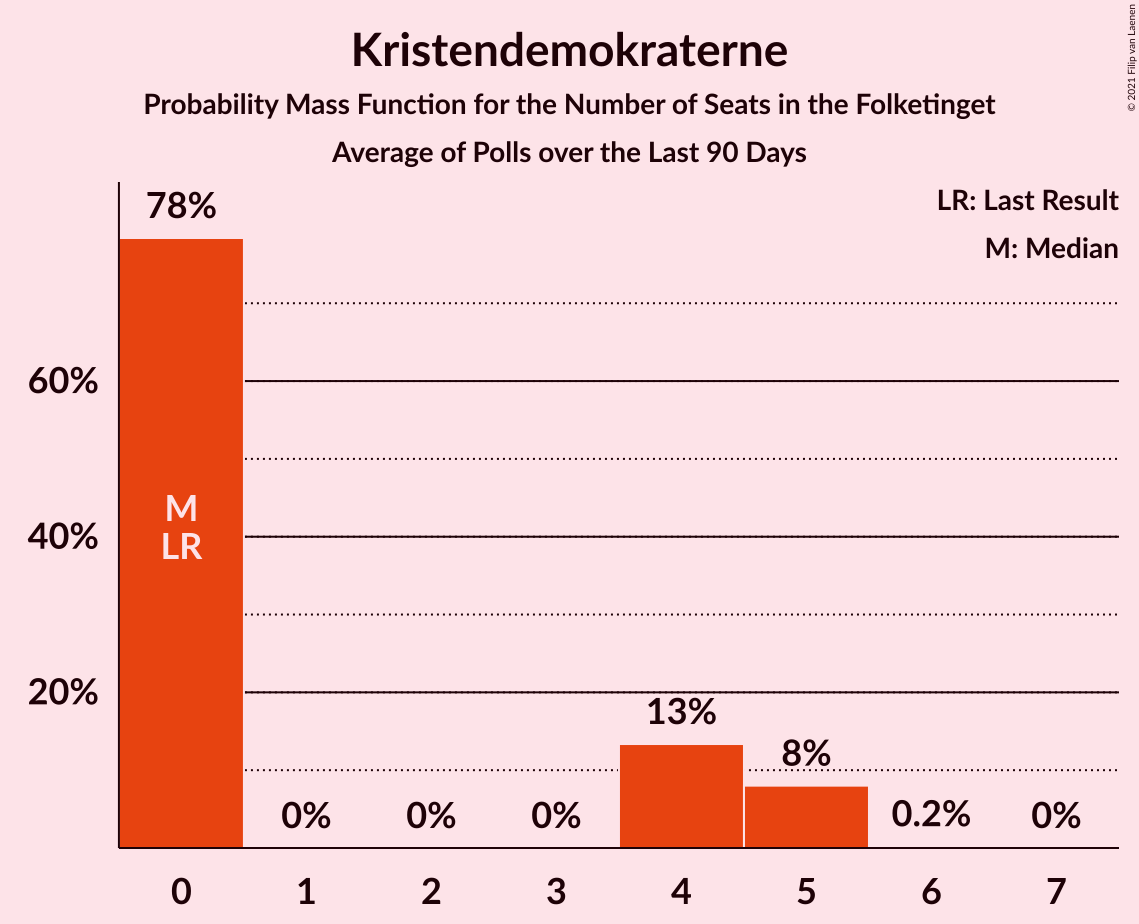 Kristendemokraterne
Probability Mass Function for the Number of Seats in the Folketinget
Average of Polls over the Last 90 Days
© 2021 Filip van Laenen
LR: Last Result
M: Median
78%
60%
40%
20%
M
LR
0%
0%
0%
13%
8%
0.2%
0%
0
1
2
3
4
5
6
7